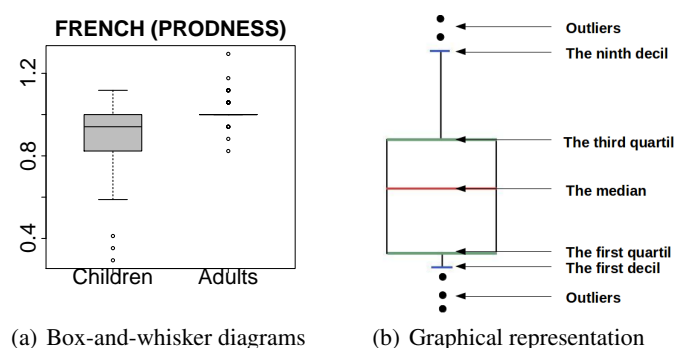 FRENCH (PRODNESS)
1.2
0.8
0.4
Children Adults
(a) Box-and-whisker diagrams
Outliers
The ninth decil
The third quartil
The median
The first quartil
The first decil
Outliers
(b) Graphical representation